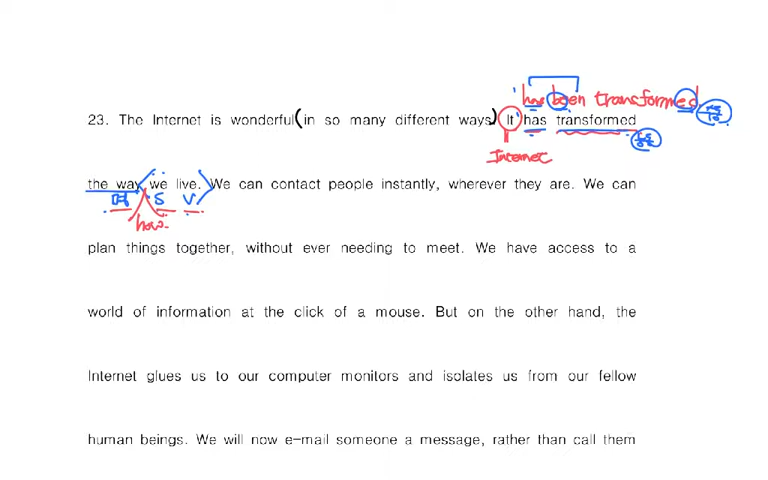 has been transformed
23. The Internet is wonderful (in so many different ways) It has transformed
Internet
the way we live. We can contact people instantly, wherever they are. We can
S V
how
plan things together, without ever needing to meet. We have access to a
world of information at the click of a mouse. But on the other hand, the
Internet glues us to our computer monitors and isolates us from our fellow
human beings. We will now e-mail someone a message, rather than call them